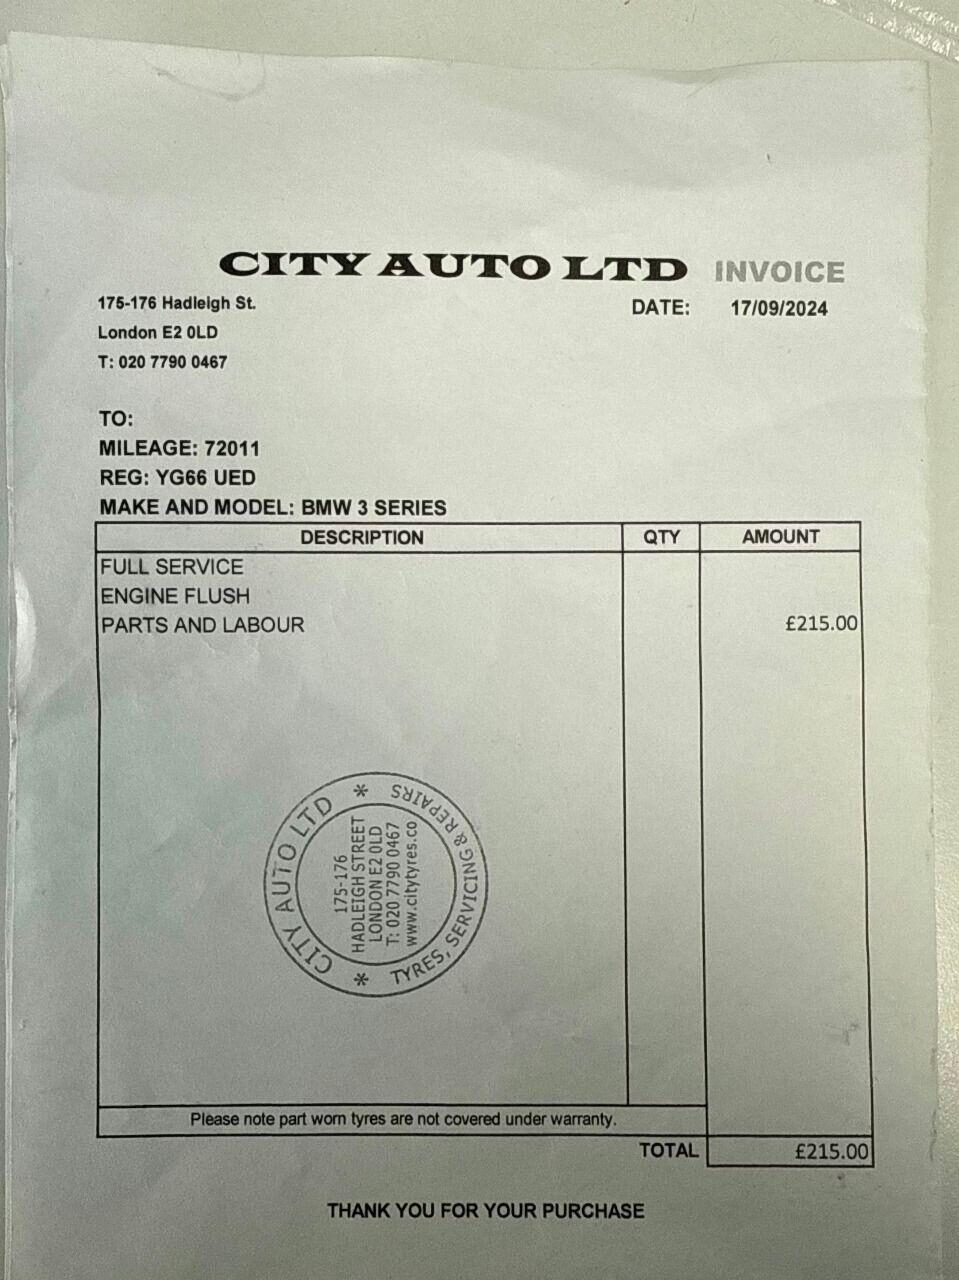 CITY AUTO LTD INVOICE
175-176 Hadleigh St. DATE: 17/09/2024
London E2 0LD
T: 020 7790 0467
TO:
MILEAGE: 72011
REG: YG66 UED
MAKE AND MODEL: BMW 3 SERIES
DESCRIPTION QTY AMOUNT
FULL SERVICE
ENGINE FLUSH
PARTS AND LABOUR £215.00
CITY AUTO LTD
* TYRES, SERVICING & REPAIRS *
175-176
HADLEIGH STREET
LONDON E2 0LD
T: 020 7790 0467
www.citytyres.co
Please note part worn tyres are not covered under warranty.
TOTAL £215.00
THANK YOU FOR YOUR PURCHASE